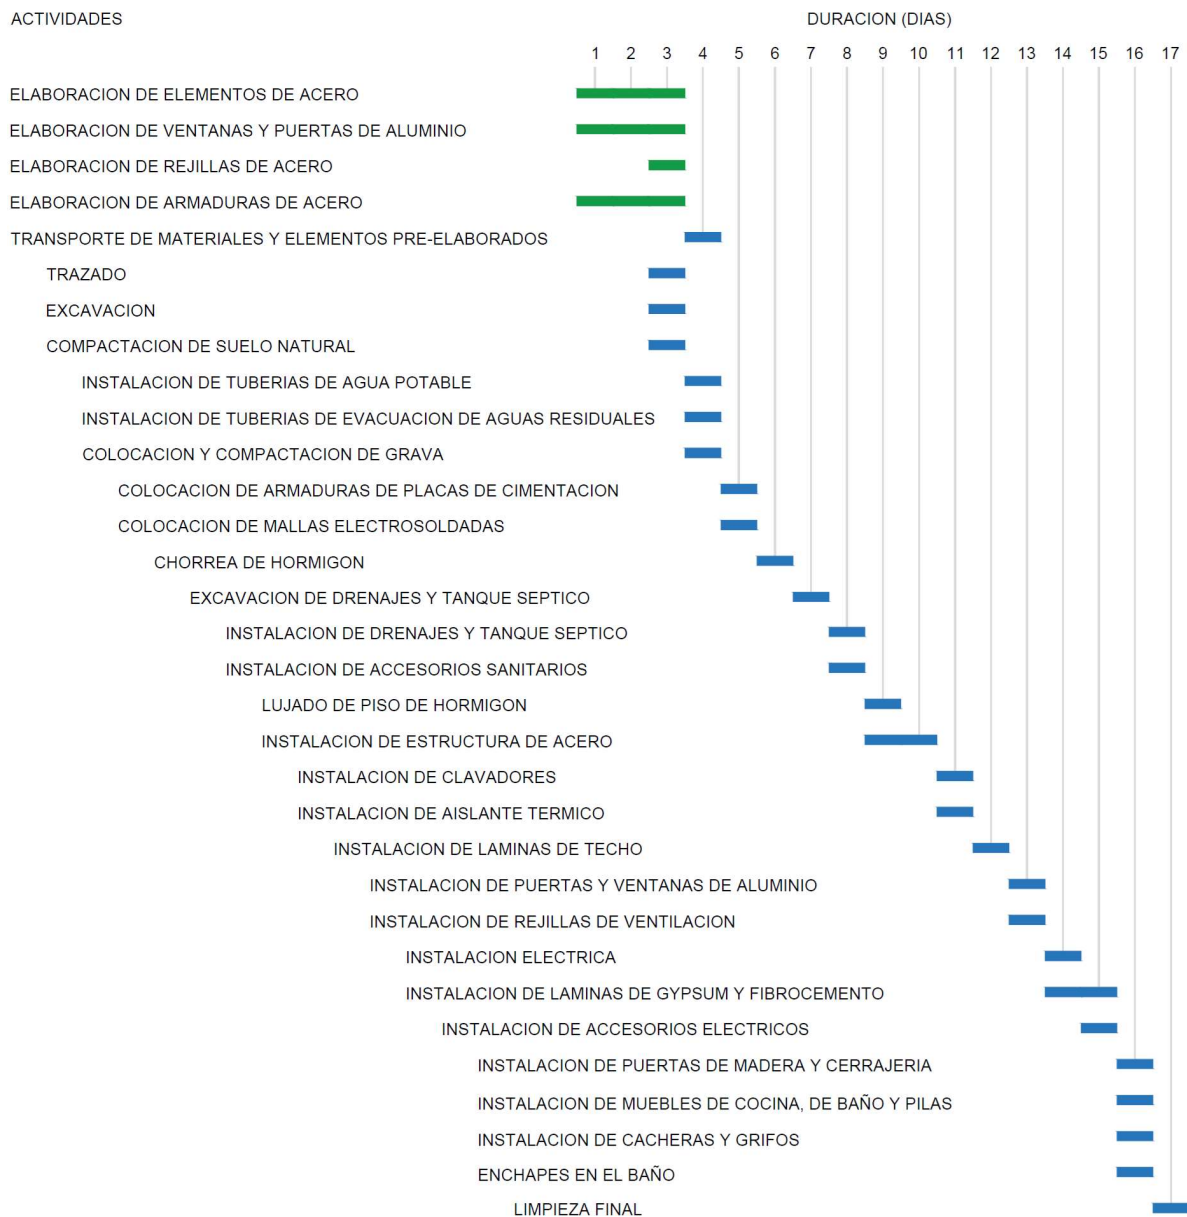 ACTIVIDADES DURACION (DIAS)
1 2 3 4 5 6 7 8 9 10 11 12 13 14 15 16 17
ELABORACION DE ELEMENTOS DE ACERO
ELABORACION DE VENTANAS Y PUERTAS DE ALUMINIO
ELABORACION DE REJILLAS DE ACERO
ELABORACION DE ARMADURAS DE ACERO
TRANSPORTE DE MATERIALES Y ELEMENTOS PRE-ELABORADOS
TRAZADO
EXCAVACION
COMPACTACION DE SUELO NATURAL
INSTALACION DE TUBERIAS DE AGUA POTABLE
INSTALACION DE TUBERIAS DE EVACUACION DE AGUAS RESIDUALES
COLOCACION Y COMPACTACION DE GRAVA
COLOCACION DE ARMADURAS DE PLACAS DE CIMENTACION
COLOCACION DE MALLAS ELECTROSOLDADAS
CHORREA DE HORMIGON
EXCAVACION DE DRENAJES Y TANQUE SEPTICO
INSTALACION DE DRENAJES Y TANQUE SEPTICO
INSTALACION DE ACCESORIOS SANITARIOS
LUJADO DE PISO DE HORMIGON
INSTALACION DE ESTRUCTURA DE ACERO
INSTALACION DE CLAVADORES
INSTALACION DE AISLANTE TERMICO
INSTALACION DE LAMINAS DE TECHO
INSTALACION DE PUERTAS Y VENTANAS DE ALUMINIO
INSTALACION DE REJILLAS DE VENTILACION
INSTALACION ELECTRICA
INSTALACION DE LAMINAS DE GYPSUM Y FIBROCEMENTO
INSTALACION DE ACCESORIOS ELECTRICOS
INSTALACION DE PUERTAS DE MADERA Y CERRAJERIA
INSTALACION DE MUEBLES DE COCINA, DE BAÑO Y PILAS
INSTALACION DE CACHERAS Y GRIFOS
ENCHAPES EN EL BAÑO
LIMPIEZA FINAL